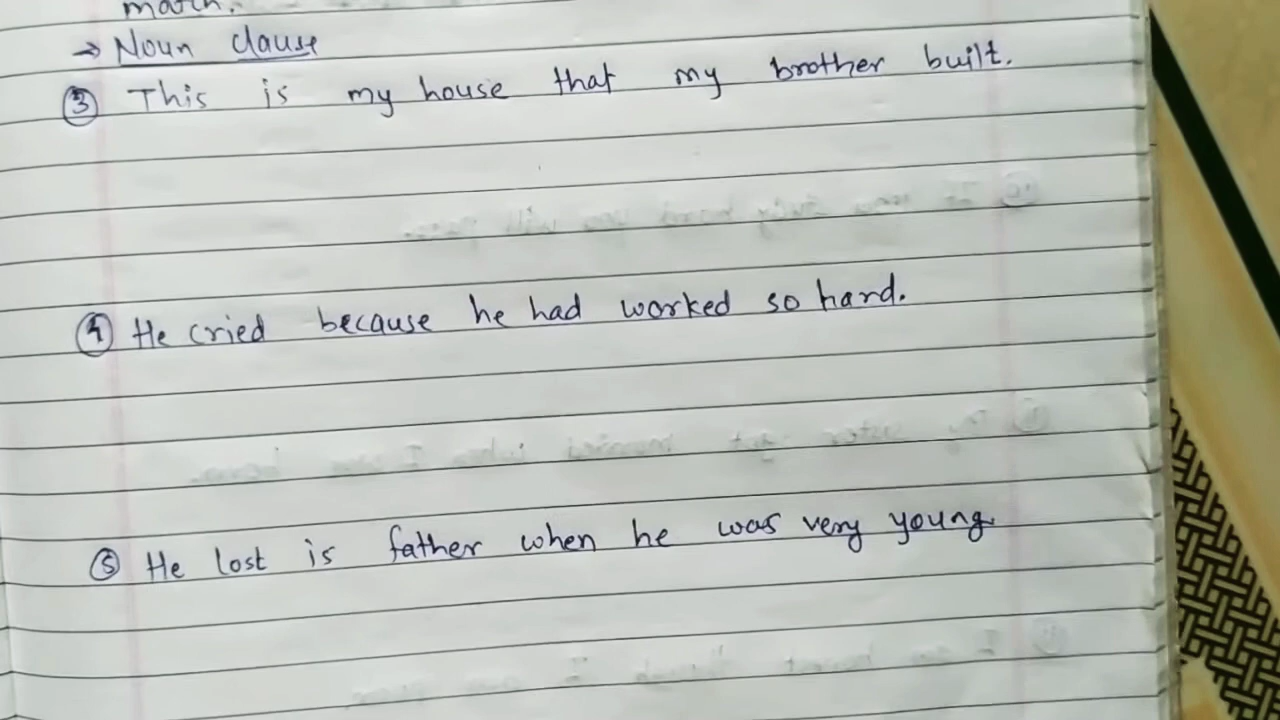 match.
→ Noun clause
③ This is my house that my brother built.
④ He cried because he had worked so hard.
⑤ He lost is father when he was very young.